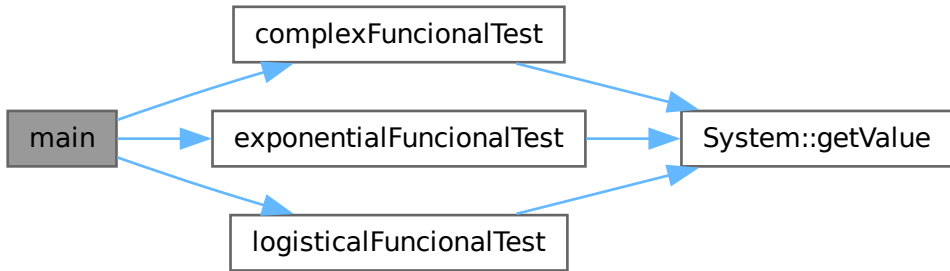 complexFuncionalTest
main
exponentialFuncionalTest
System::getValue
logisticalFuncionalTest